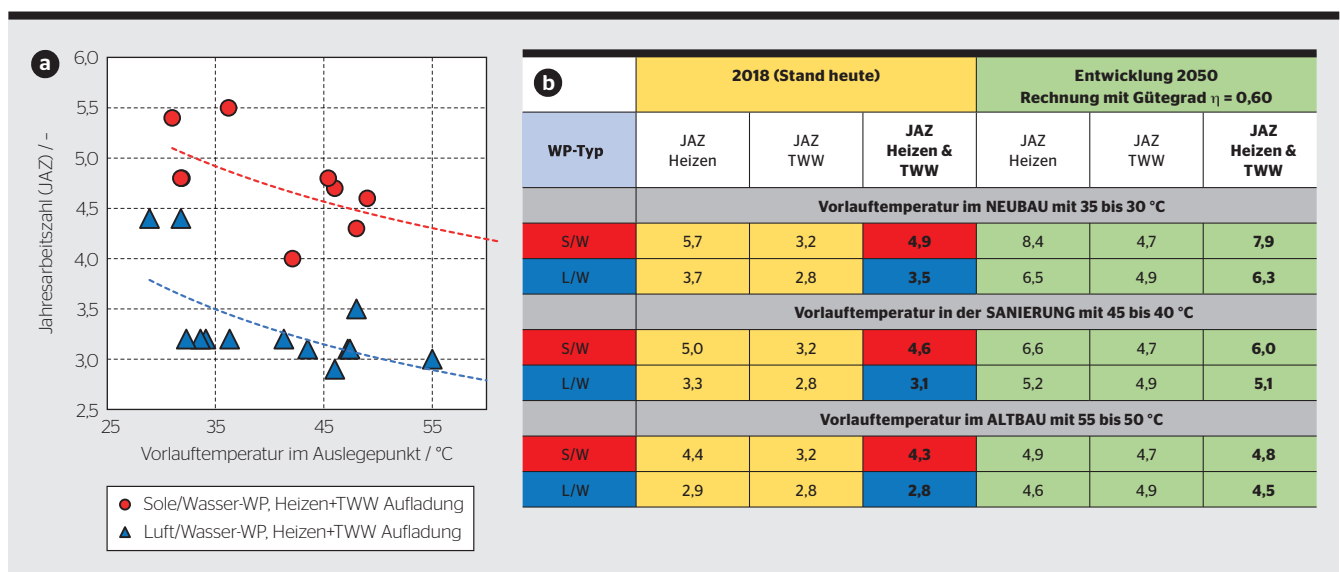 a
6,0
5,5
5,0
4,5
4,0
3,5
3,0
2,5
25 35 45 55
Jahresarbeitszahl (JAZ) / –
Vorlauftemperatur im Auslegepunkt / °C
Sole/Wasser-WP, Heizen+TWW Aufladung
Luft/Wasser-WP, Heizen+TWW Aufladung
b
2018 (Stand heute)
Entwicklung 2050
Rechnung mit Gütegrad η = 0,60
WP-Typ
JAZ
Heizen
JAZ
TWW
JAZ
Heizen &
TWW
JAZ
Heizen
JAZ
TWW
JAZ
Heizen &
TWW
Vorlauftemperatur im NEUBAU mit 35 bis 30 °C
S/W 5,7 3,2 4,9 8,4 4,7 7,9
L/W 3,7 2,8 3,5 6,5 4,9 6,3
Vorlauftemperatur in der SANIERUNG mit 45 bis 40 °C
S/W 5,0 3,2 4,6 6,6 4,7 6,0
L/W 3,3 2,8 3,1 5,2 4,9 5,1
Vorlauftemperatur im ALTBAU mit 55 bis 50 °C
S/W 4,4 3,2 4,3 4,9 4,7 4,8
L/W 2,9 2,8 2,8 4,6 4,9 4,5